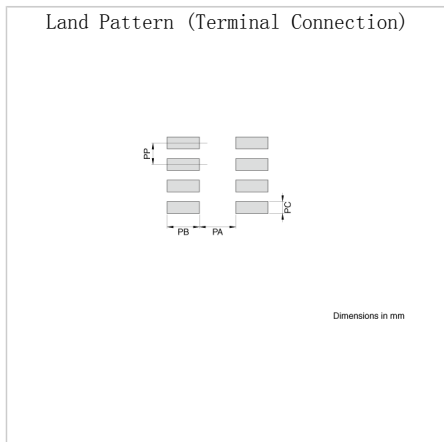 Land Pattern (Terminal Connection)
PP
PC
PB PA
Dimensions in mm